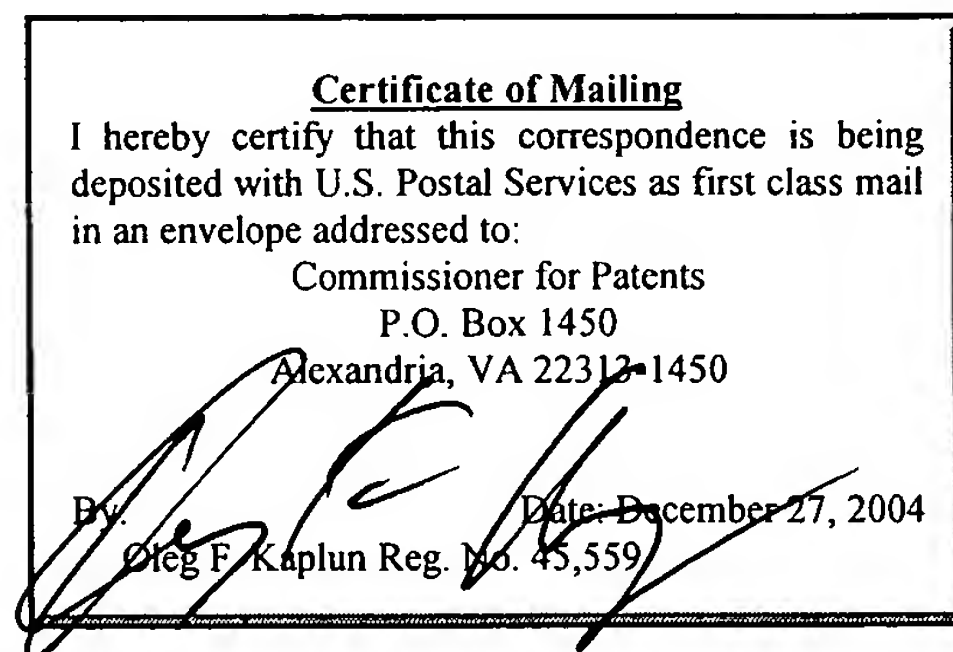 Certificate of Mailing
I hereby certify that this correspondence is being
deposited with U.S. Postal Services as first class mail
in an envelope addressed to:
Commissioner for Patents
P.O. Box 1450
Alexandria, VA 22313-1450
By: Date: December 27, 2004
Oleg F. Kaplun Reg. No. 45,559